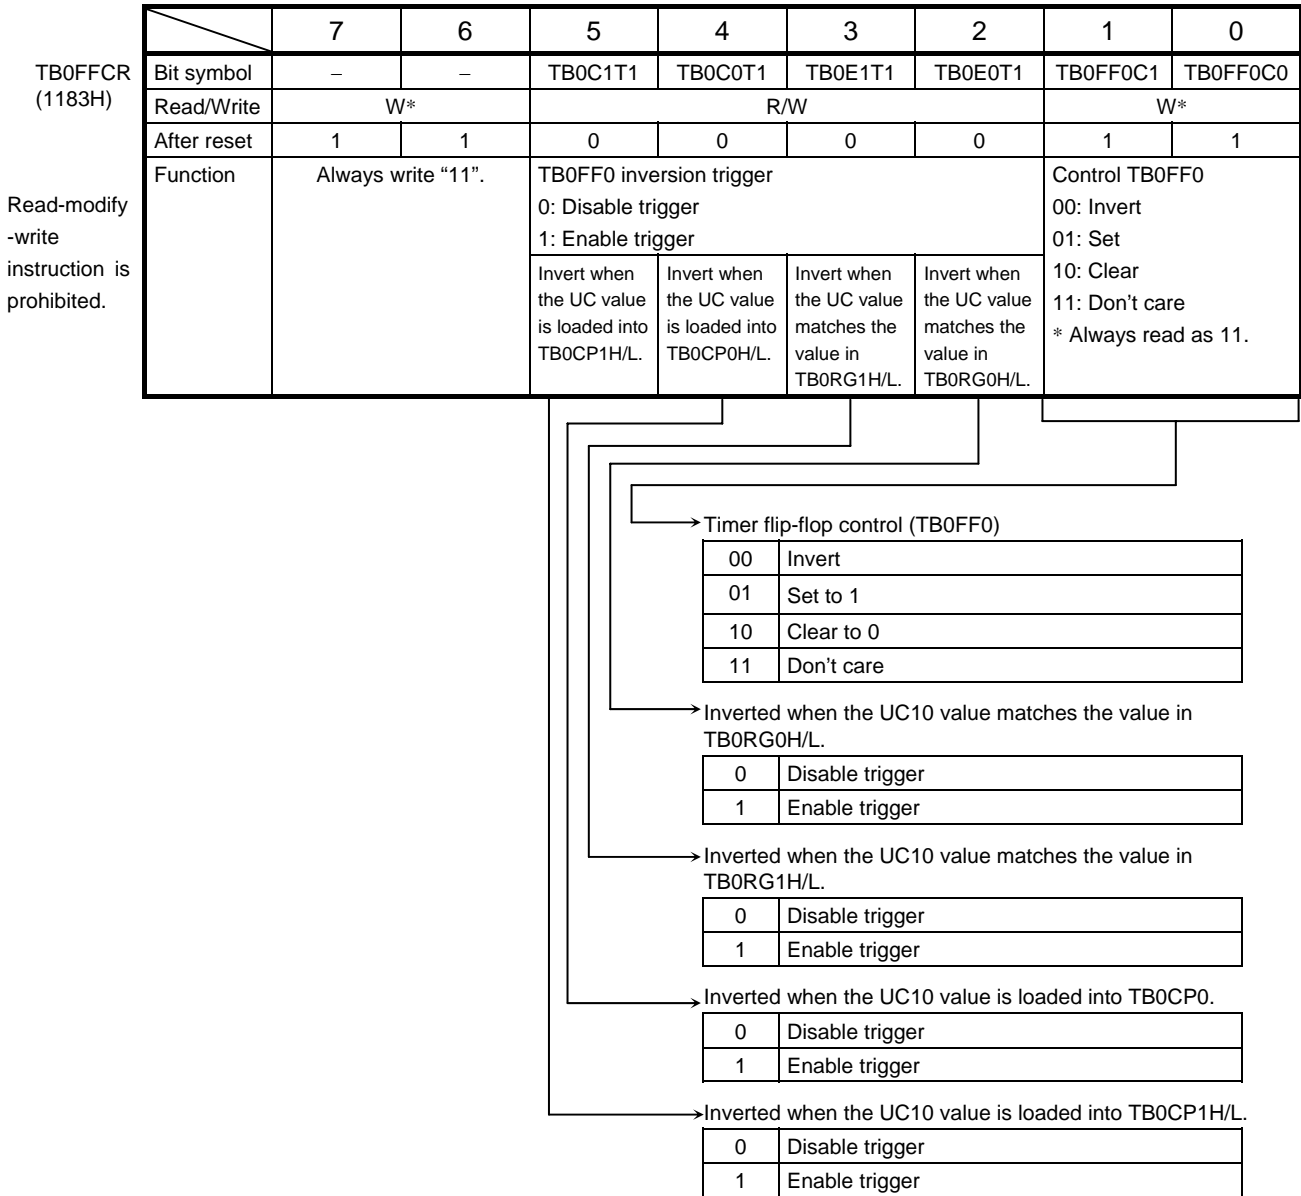 7 6 5 4 3 2 1 0
TB0FFCR
(1183H)
Bit symbol – – TB0C1T1 TB0C0T1 TB0E1T1 TB0E0T1 TB0FF0C1 TB0FF0C0
Read/Write W* R/W W*
After reset 1 1 0 0 0 0 1 1
Read-modify
-write
instruction is
prohibited.
Function
Always write “11”.
TB0FF0 inversion trigger
0: Disable trigger
1: Enable trigger
Invert when
the UC value
is loaded into
TB0CP1H/L.
Invert when
the UC value
is loaded into
TB0CP0H/L.
Invert when
the UC value
matches the
value in
TB0RG1H/L.
Invert when
the UC value
matches the
value in
TB0RG0H/L.
Control TB0FF0
00: Invert
01: Set
10: Clear
11: Don’t care
* Always read as 11.
Timer flip-flop control (TB0FF0)
00 Invert
01 Set to 1
10 Clear to 0
11 Don’t care
Inverted when the UC10 value matches the value in
TB0RG0H/L.
0 Disable trigger
1 Enable trigger
Inverted when the UC10 value matches the value in
TB0RG1H/L.
0 Disable trigger
1 Enable trigger
Inverted when the UC10 value is loaded into TB0CP0.
0 Disable trigger
1 Enable trigger
Inverted when the UC10 value is loaded into TB0CP1H/L.
0 Disable trigger
1 Enable trigger